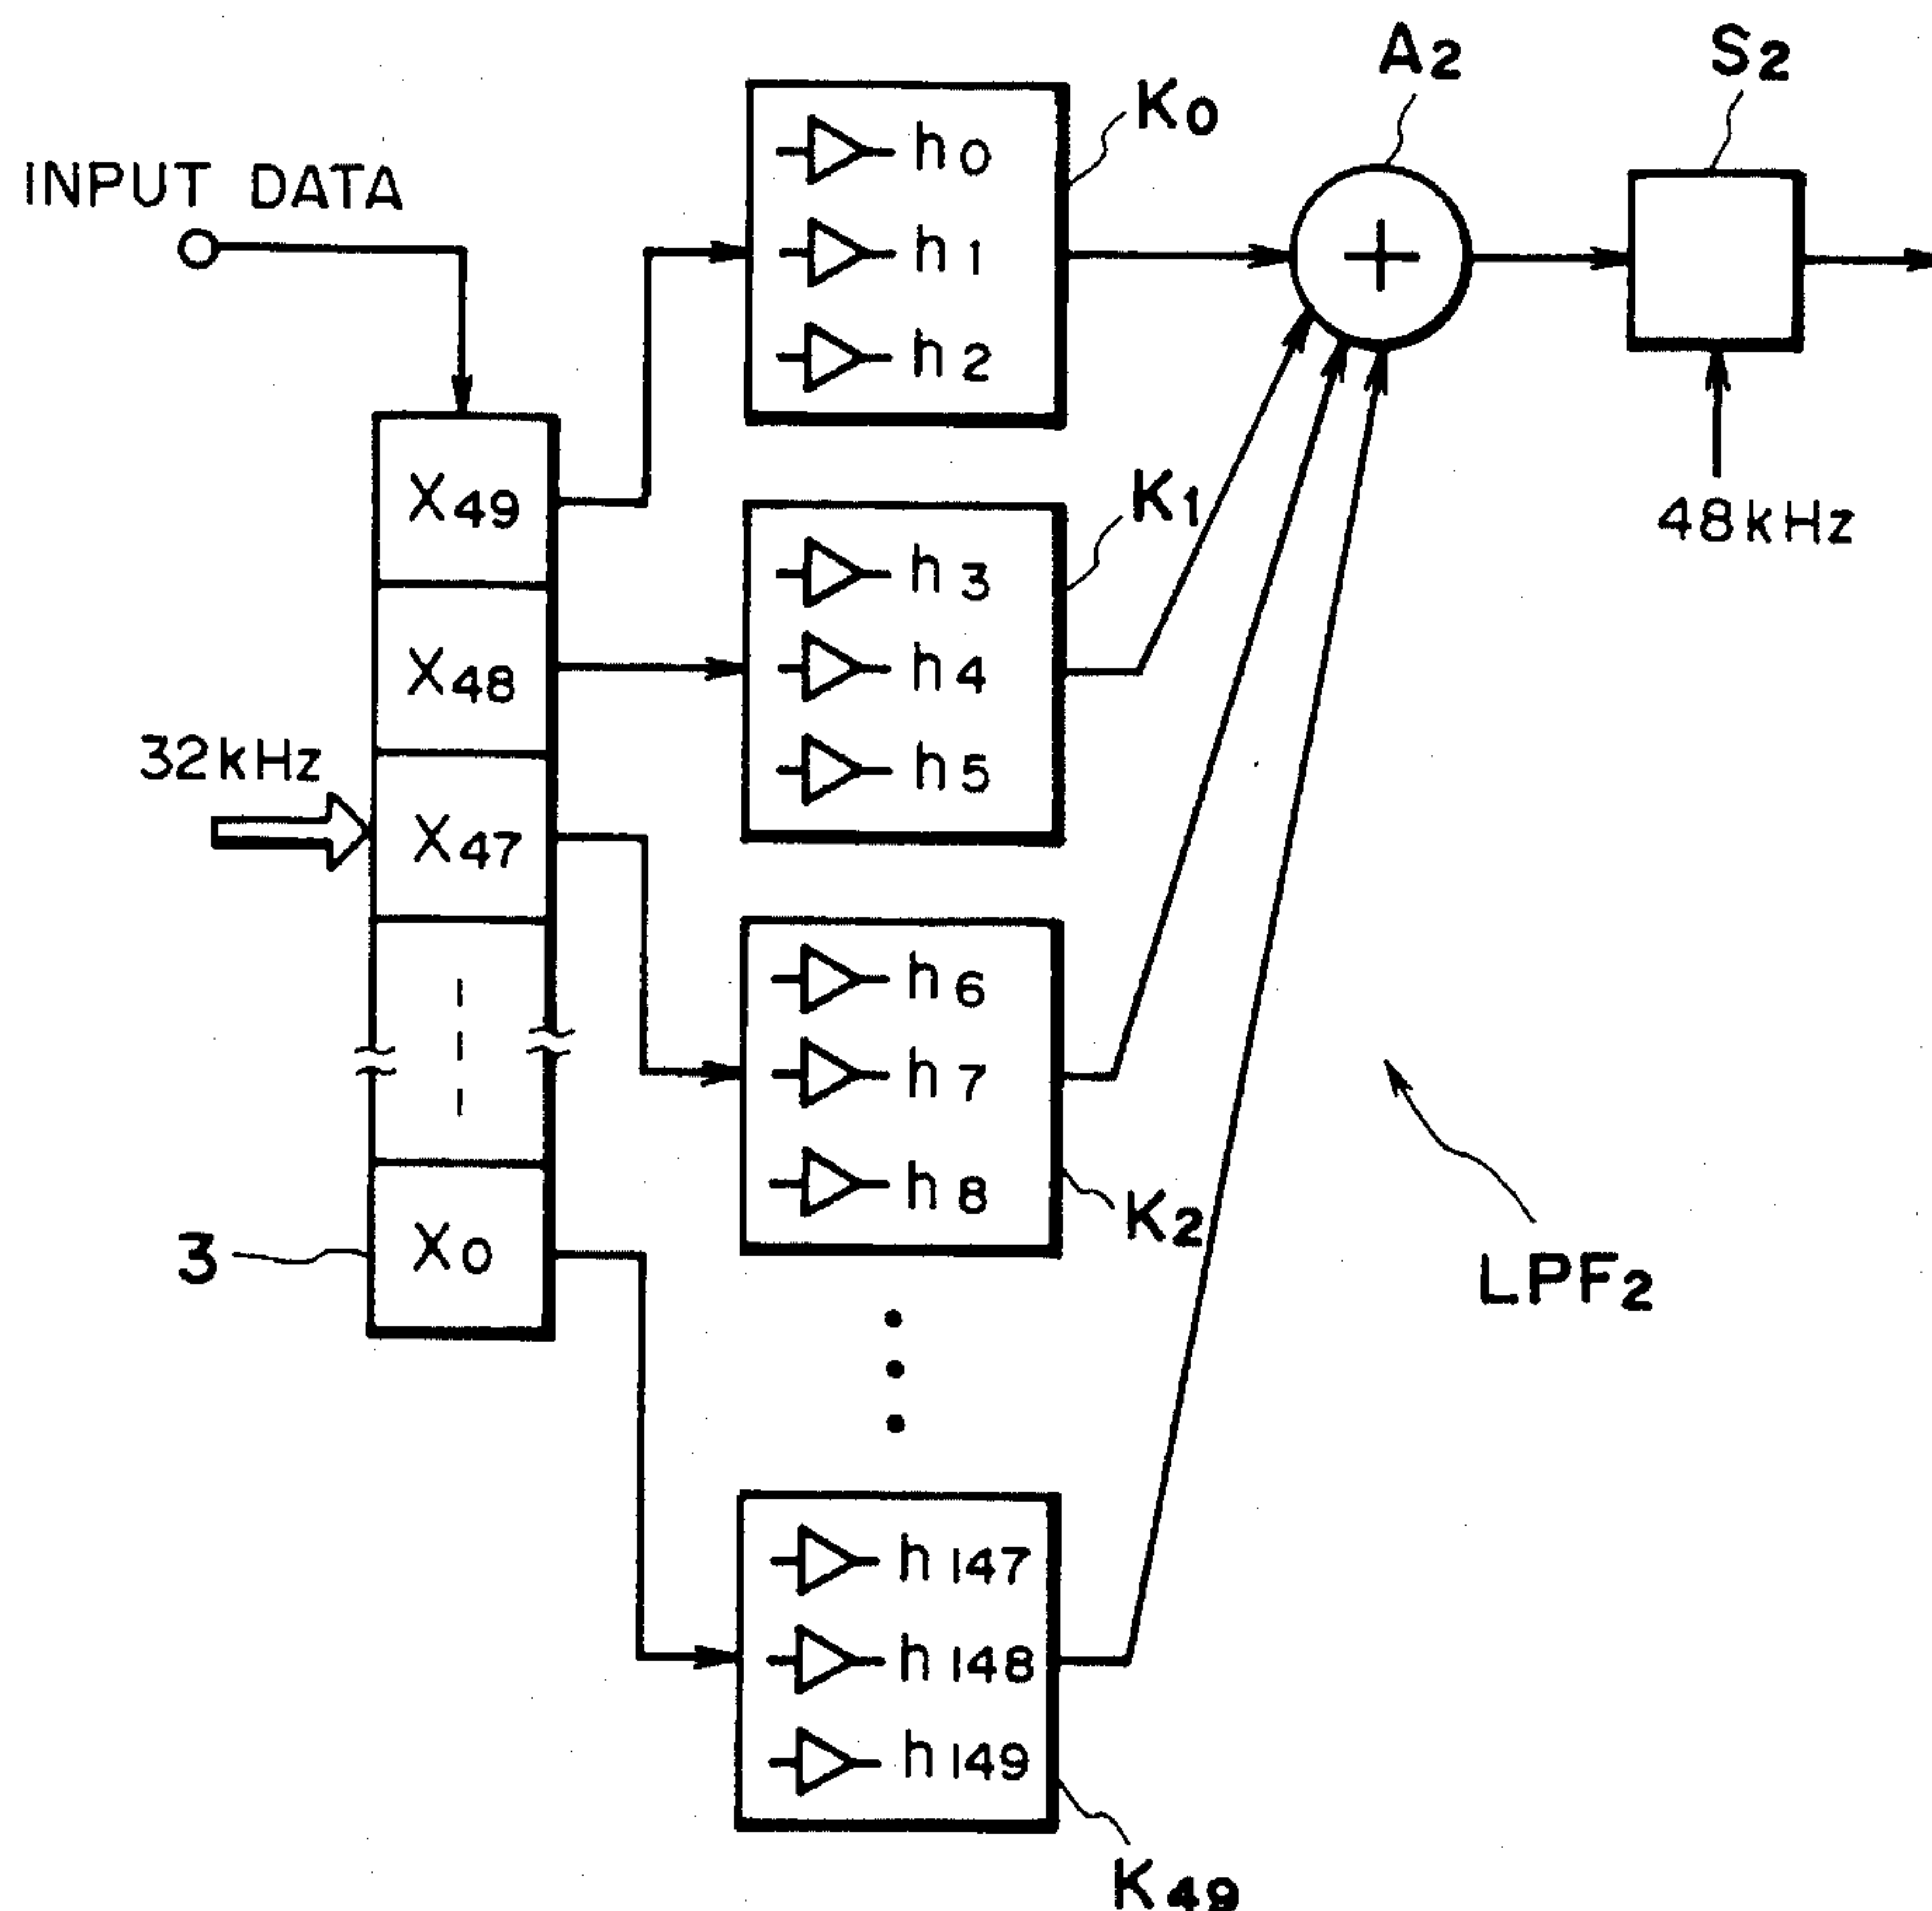 INPUT DATA
A2
S2
K0
h0
h1
h2
48kHz
X49
X48
X47
X0
32kHz
3
K1
h3
h4
h5
h6
h7
h8
K2
LPF2
h147
h148
h149
K49